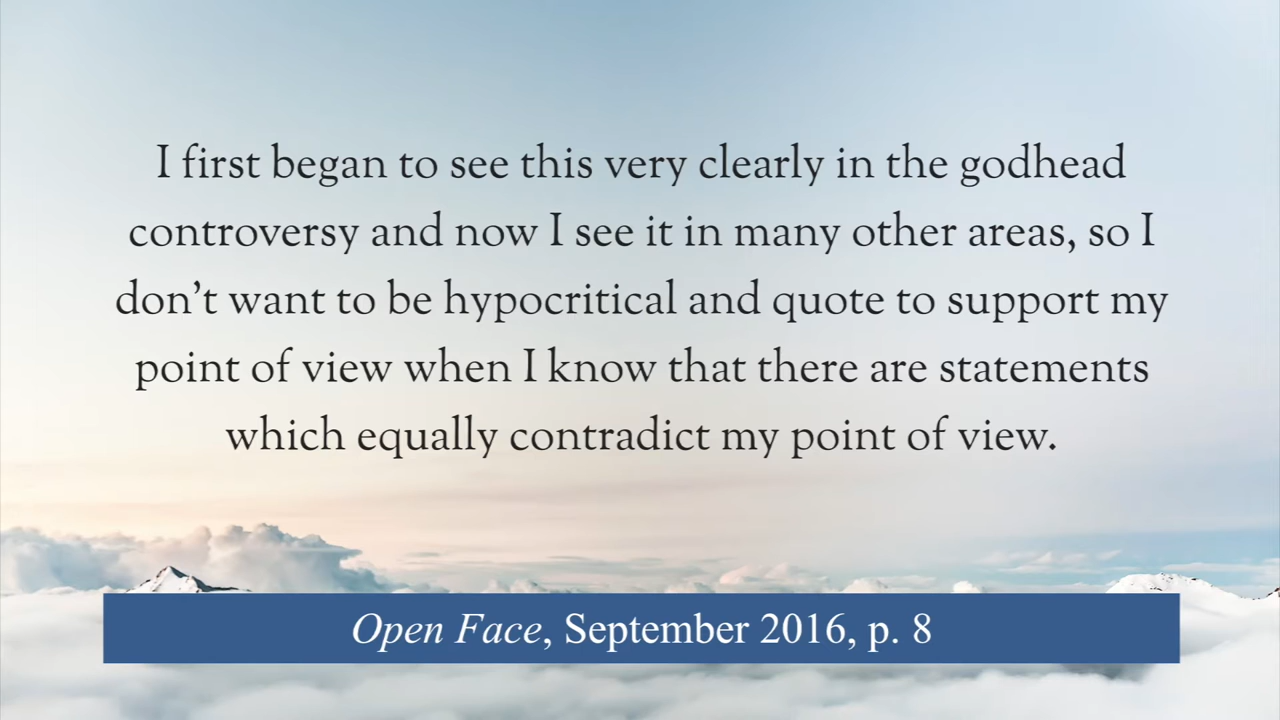 I first began to see this very clearly in the godhead
controversy and now I see it in many other areas, so I
don’t want to be hypocritical and quote to support my
point of view when I know that there are statements
which equally contradict my point of view.
Open Face, September 2016, p. 8